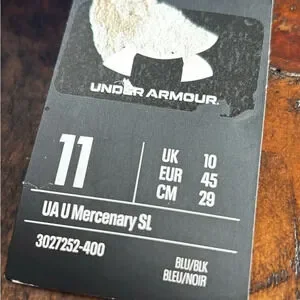 UNDER ARMOUR.
11
UK 10
EUR 45
CM 29
UA U Mercenary SL
3027252-400
BLU/BLK
BLEU/NOIR